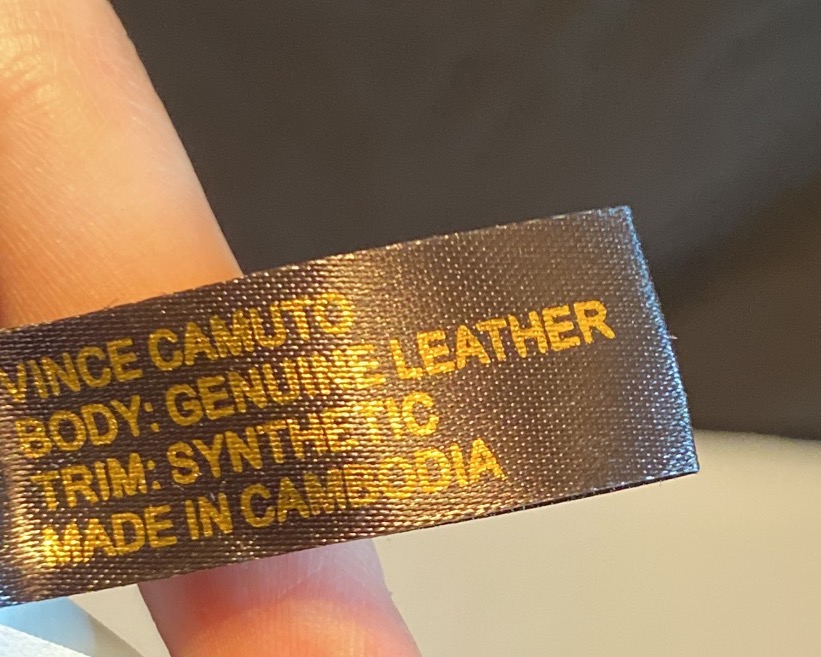 VINCE CAMUTO
BODY: GENUINE LEATHER
TRIM: SYNTHETIC
MADE IN CAMBODIA